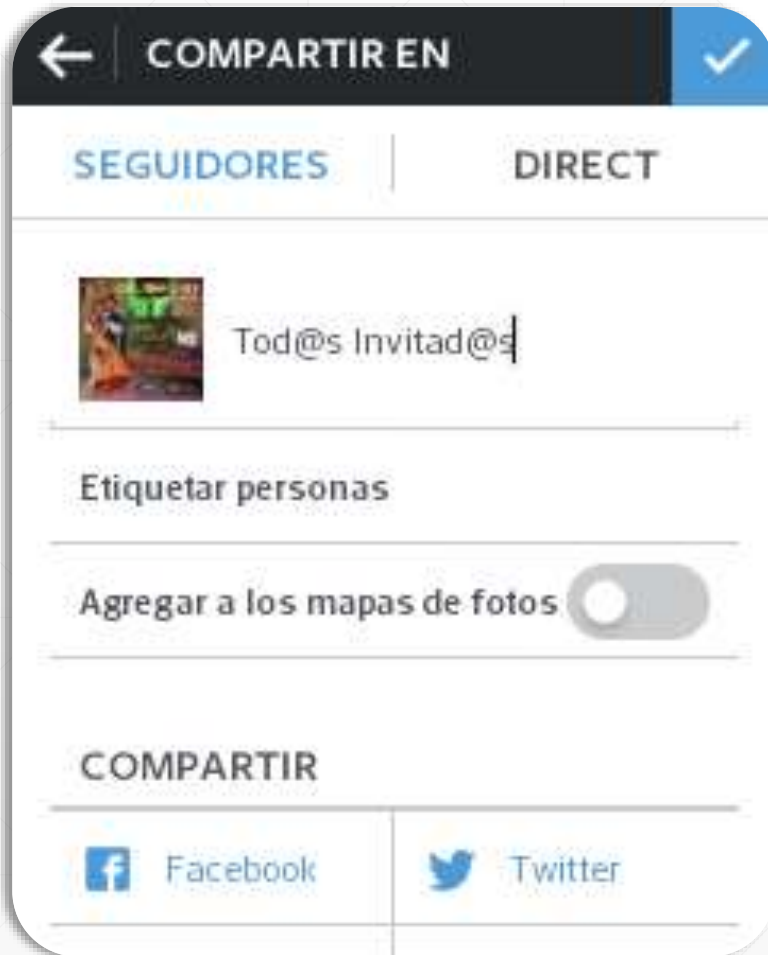 COMPARTIR EN
SEGUIDORES DIRECT
Tod@s Invitad@s
Etiquetar personas
Agregar a los mapas de fotos
COMPARTIR
Facebook Twitter